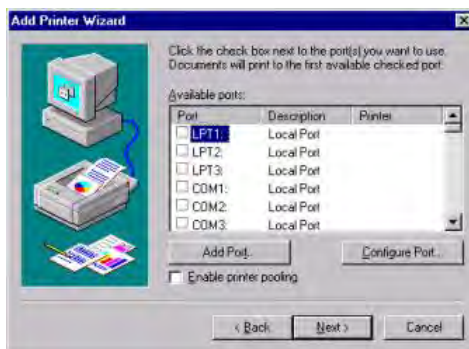 Add Printer Wizard
Click the check box next to the port(s) you want to use.
Documents will print to the first available checked port.
Available ports:
Port Description Printer
LPT1: Local Port
LPT2: Local Port
LPT3: Local Port
COM1: Local Port
COM2: Local Port
COM3: Local Port
Add Port... Configure Port...
Enable printer pooling
< Back Next > Cancel